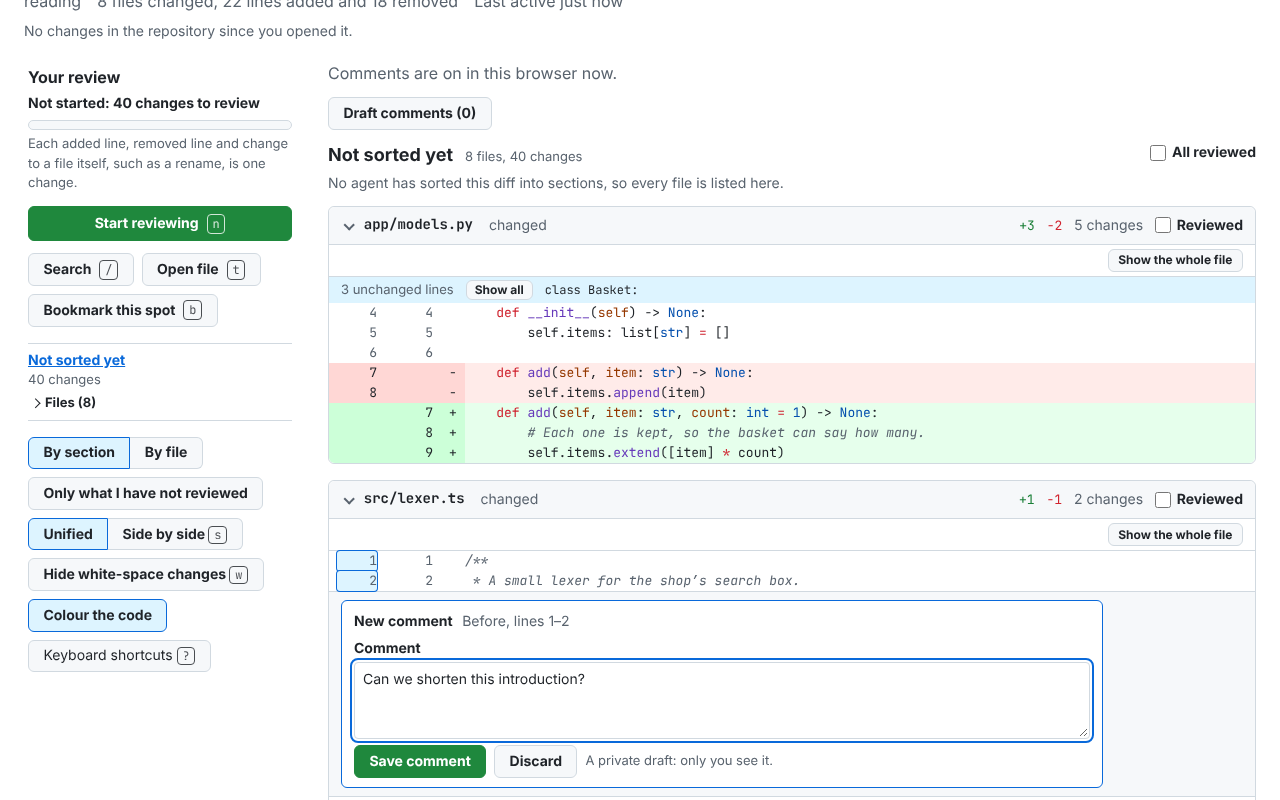 reading 8 files changed, 22 lines added and 18 removed Last active just now
No changes in the repository since you opened it.
Your review
Not started: 40 changes to review
Each added line, removed line and change
to a file itself, such as a rename, is one
change.
Start reviewing n
Search / Open file t
Bookmark this spot b
Not sorted yet
40 changes
Files (8)
By section By file
Only what I have not reviewed
Unified Side by side s
Hide white-space changes w
Colour the code
Keyboard shortcuts ?
Comments are on in this browser now.
Draft comments (0)
Not sorted yet 8 files, 40 changes All reviewed
No agent has sorted this diff into sections, so every file is listed here.
app/models.py changed +3 -2 5 changes Reviewed
Show the whole file
3 unchanged lines Show all class Basket:
4 4 def __init__(self) -> None:
5 5 self.items: list[str] = []
6 6
7 - def add(self, item: str) -> None:
8 - self.items.append(item)
7 + def add(self, item: str, count: int = 1) -> None:
8 + # Each one is kept, so the basket can say how many.
9 + self.items.extend([item] * count)
src/lexer.ts changed +1 -1 2 changes Reviewed
Show the whole file
1 1 /**
2 2 * A small lexer for the shop’s search box.
New comment Before, lines 1–2
Comment
Can we shorten this introduction?
Save comment Discard A private draft: only you see it.